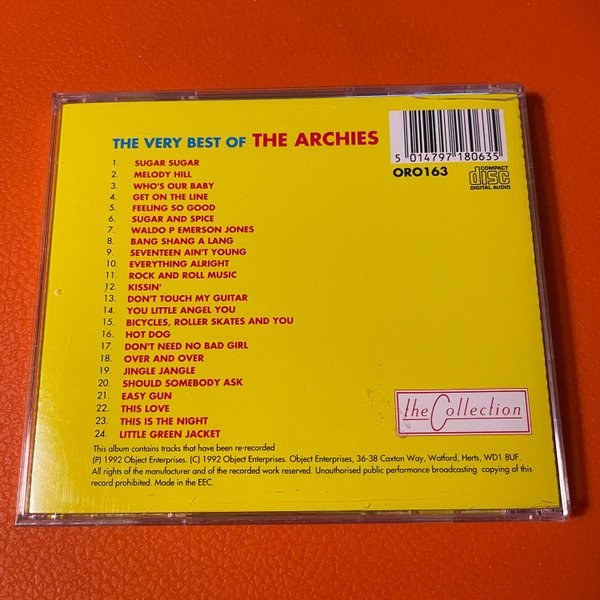 THE VERY BEST OF THE ARCHIES
1. SUGAR SUGAR
2. MELODY HILL
3. WHO'S OUR BABY
4. GET ON THE LINE
5. FEELING SO GOOD
6. SUGAR AND SPICE
7. WALDO P EMERSON JONES
8. BANG SHANG A LANG
9. SEVENTEEN AIN'T YOUNG
10. EVERYTHING ALRIGHT
11. ROCK AND ROLL MUSIC
12. KISSIN'
13. DON'T TOUCH MY GUITAR
14. YOU LITTLE ANGEL YOU
15. BICYCLES, ROLLER SKATES AND YOU
16. HOT DOG
17. DON'T NEED NO BAD GIRL
18. OVER AND OVER
19. JINGLE JANGLE
20. SHOULD SOMEBODY ASK
21. EASY GUN
22. THIS LOVE
23. THIS IS THE NIGHT
24. LITTLE GREEN JACKET
5 014797 180635
ORO163
COMPACT
disc
DIGITAL AUDIO
the Collection
This album contains tracks that have been re-recorded
(P) 1992 Object Enterprises. (C) 1992 Object Enterprises. Object Enterprises, 36-38 Caxton Way, Watford, Herts, WD1 8UF.
All rights of the manufacturer and of the recorded work reserved. Unauthorised public performance broadcasting copying of this
record prohibited. Made in the EEC.